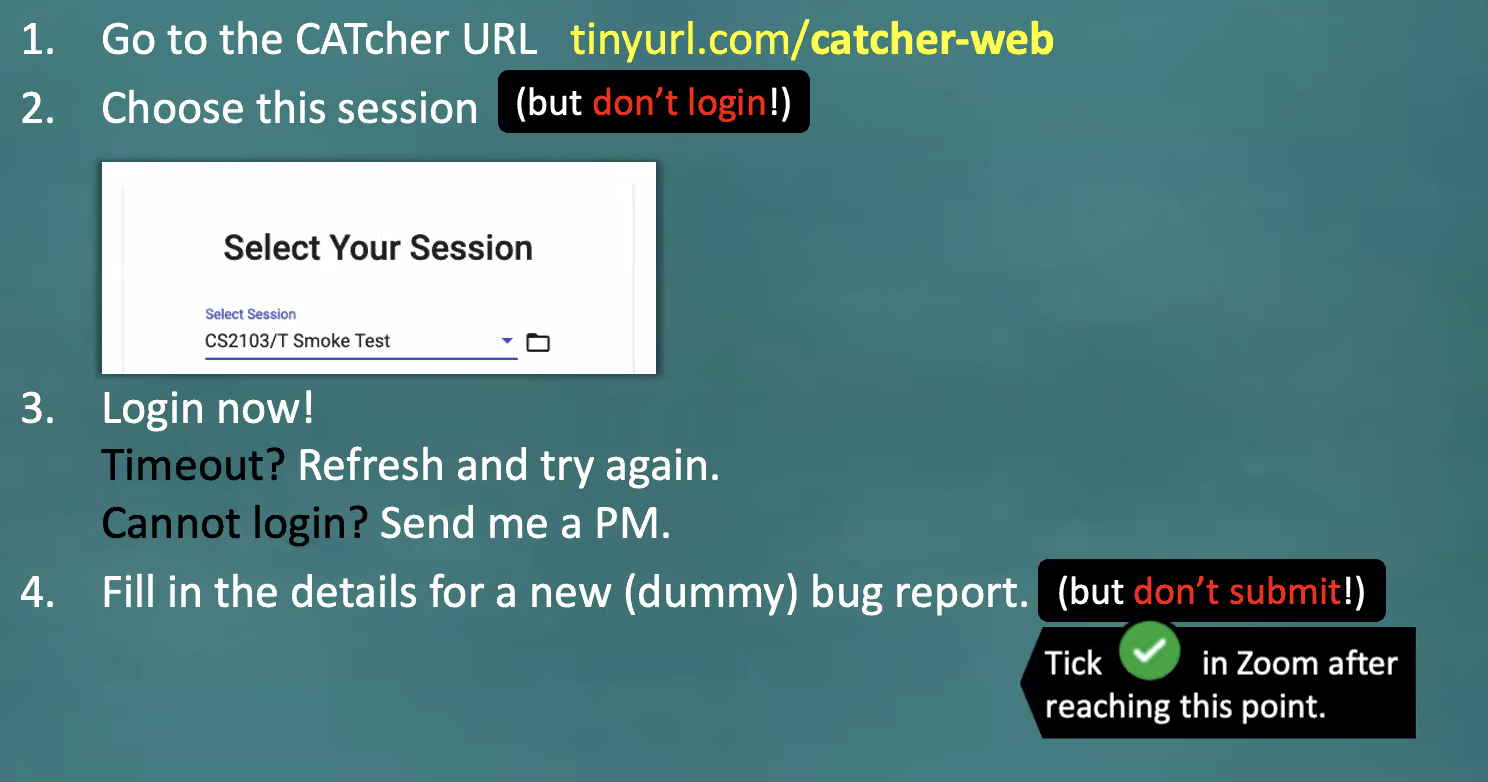 1. Go to the CATcher URL tinyurl.com/catcher-web
2. Choose this session (but don’t login!)
Select Your Session
Select Session
CS2103/T Smoke Test
3. Login now!
Timeout? Refresh and try again.
Cannot login? Send me a PM.
4. Fill in the details for a new (dummy) bug report. (but don’t submit!)
Tick in Zoom after
reaching this point.